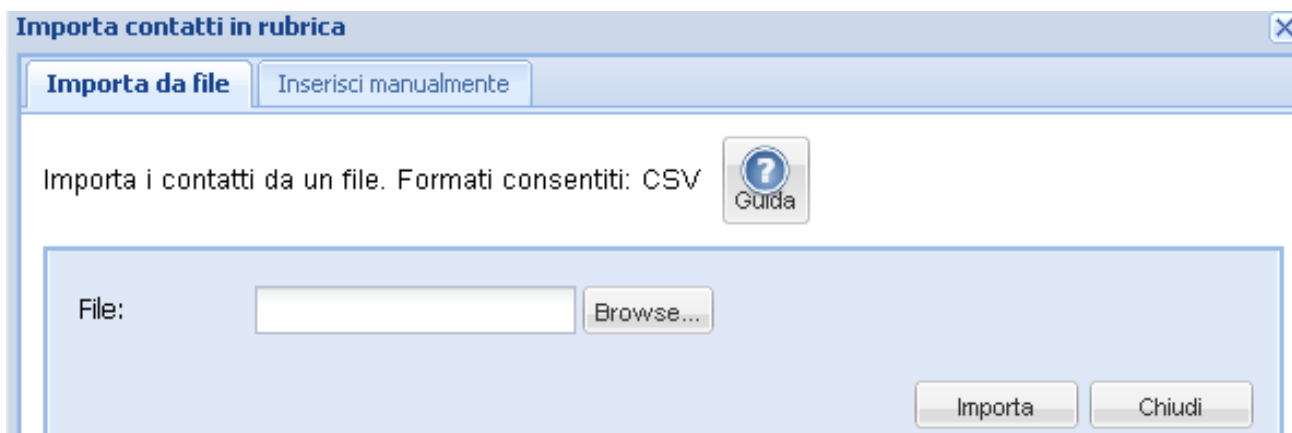 Importa contatti in rubrica
Importa da file
Inserisci manualmente
Importa i contatti da un file. Formati consentiti: CSV
Guida
File:
Browse...
Importa
Chiudi